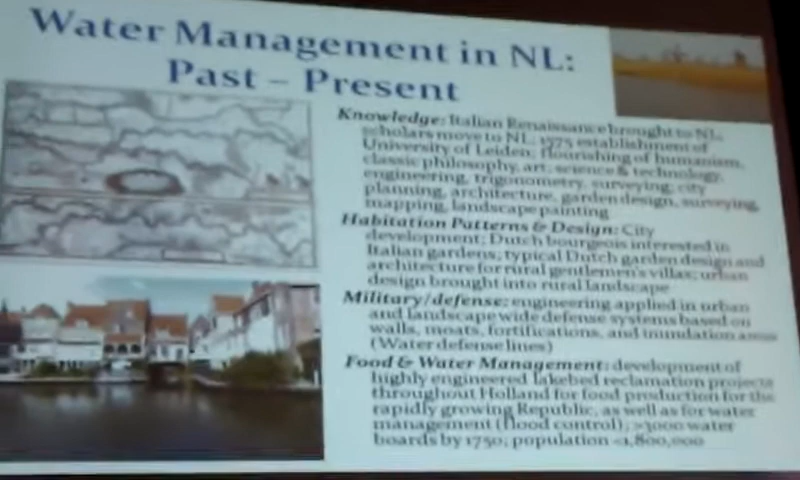 Water Management in NL:
Past – Present
Knowledge: Italian Renaissance brought to NL:
scholars move to NL; 1575 establishment of
University of Leiden; flourishing of humanism,
classic philosophy, art, science & technology,
engineering, trigonometry, surveying, city
planning, architecture, garden design, surveying,
mapping, landscape painting
Habitation Patterns & Design: City
development; Dutch bourgeois interested in
Italian gardens; typical Dutch garden design and
architecture for rural gentlemen's villas; urban
design brought into rural landscape
Military/defense: engineering applied in urban
and landscape wide defense systems based on
walls, moats, fortifications, and inundation areas
(Water defense lines)
Food & Water Management: development of
highly engineered lakebed reclamation projects
throughout Holland for food production for the
rapidly growing Republic, as well as for water
management (flood control); >3000 water
boards by 1750; population <1,800,000